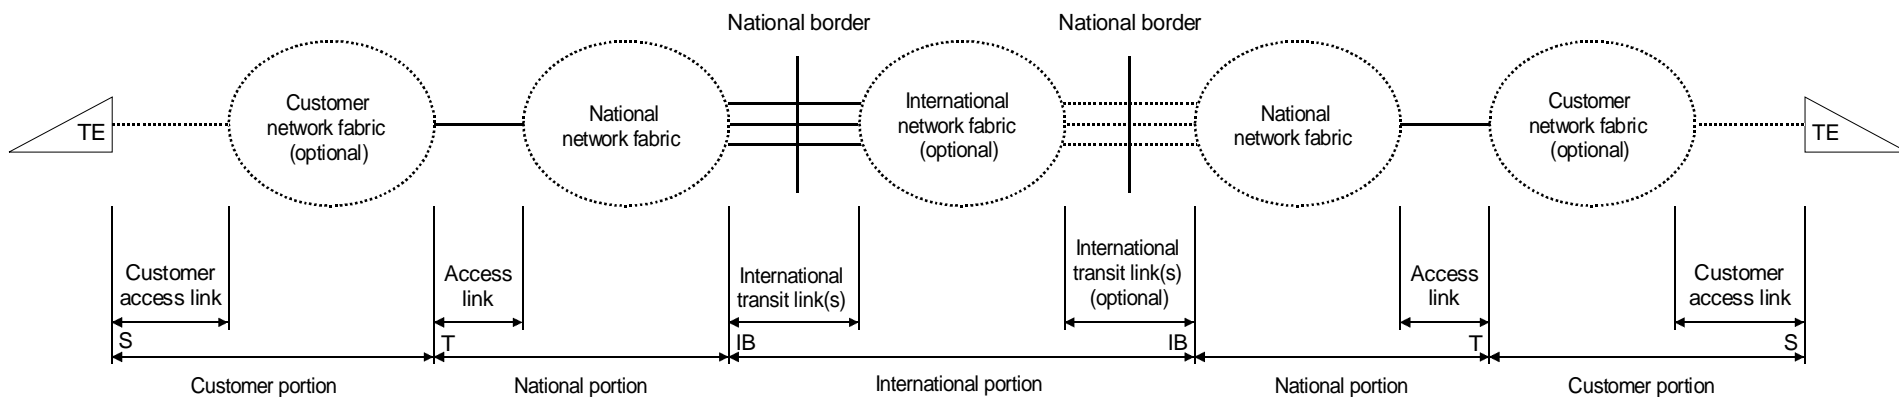 National border
National border
TE
Customer
network fabric
(optional)
National
network fabric
International
network fabric
(optional)
National
network fabric
Customer
network fabric
(optional)
TE
Customer
access link
Access
link
International
transit link(s)
International
transit link(s)
(optional)
Access
link
Customer
access link
S
T
IB
IB
T
S
Customer portion
National portion
International portion
National portion
Customer portion